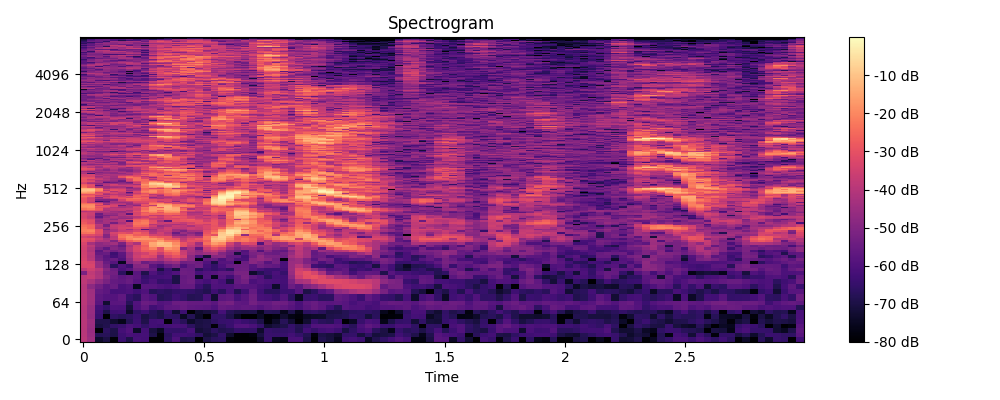 Spectrogram
4096
2048
1024
512
256
128
64
0
Hz
0
0.5
1
1.5
2
2.5
Time
-10 dB
-20 dB
-30 dB
-40 dB
-50 dB
-60 dB
-70 dB
-80 dB